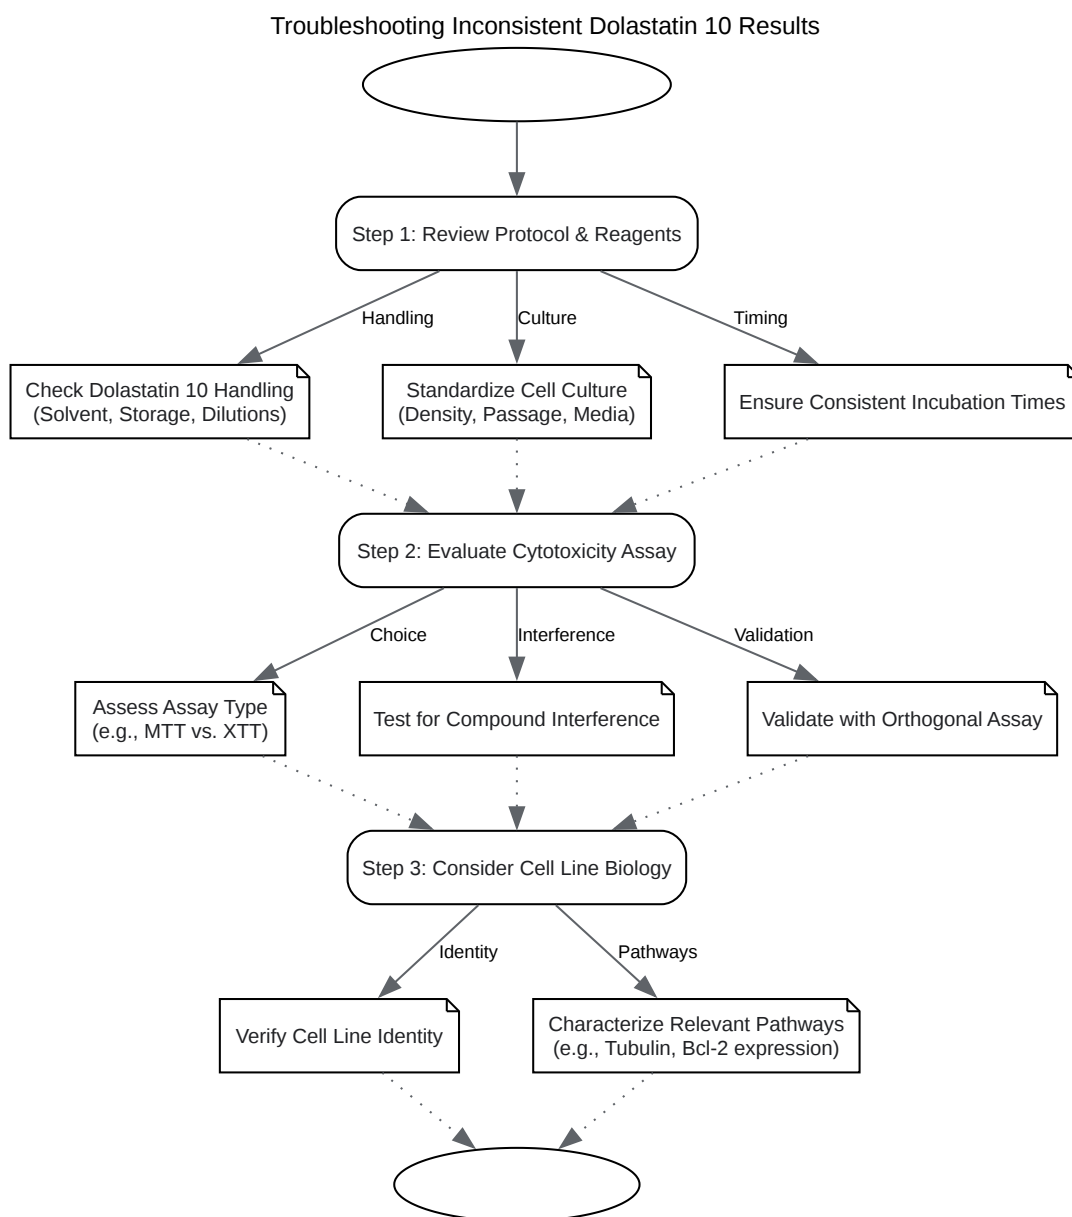 Troubleshooting Inconsistent Dolastatin 10 Results
Step 1: Review Protocol & Reagents
Handling
Culture
Timing
Check Dolastatin 10 Handling
(Solvent, Storage, Dilutions)
Standardize Cell Culture
(Density, Passage, Media)
Ensure Consistent Incubation Times
Step 2: Evaluate Cytotoxicity Assay
Choice
Interference
Validation
Assess Assay Type
(e.g., MTT vs. XTT)
Test for Compound Interference
Validate with Orthogonal Assay
Step 3: Consider Cell Line Biology
Identity
Pathways
Verify Cell Line Identity
Characterize Relevant Pathways
(e.g., Tubulin, Bcl-2 expression)